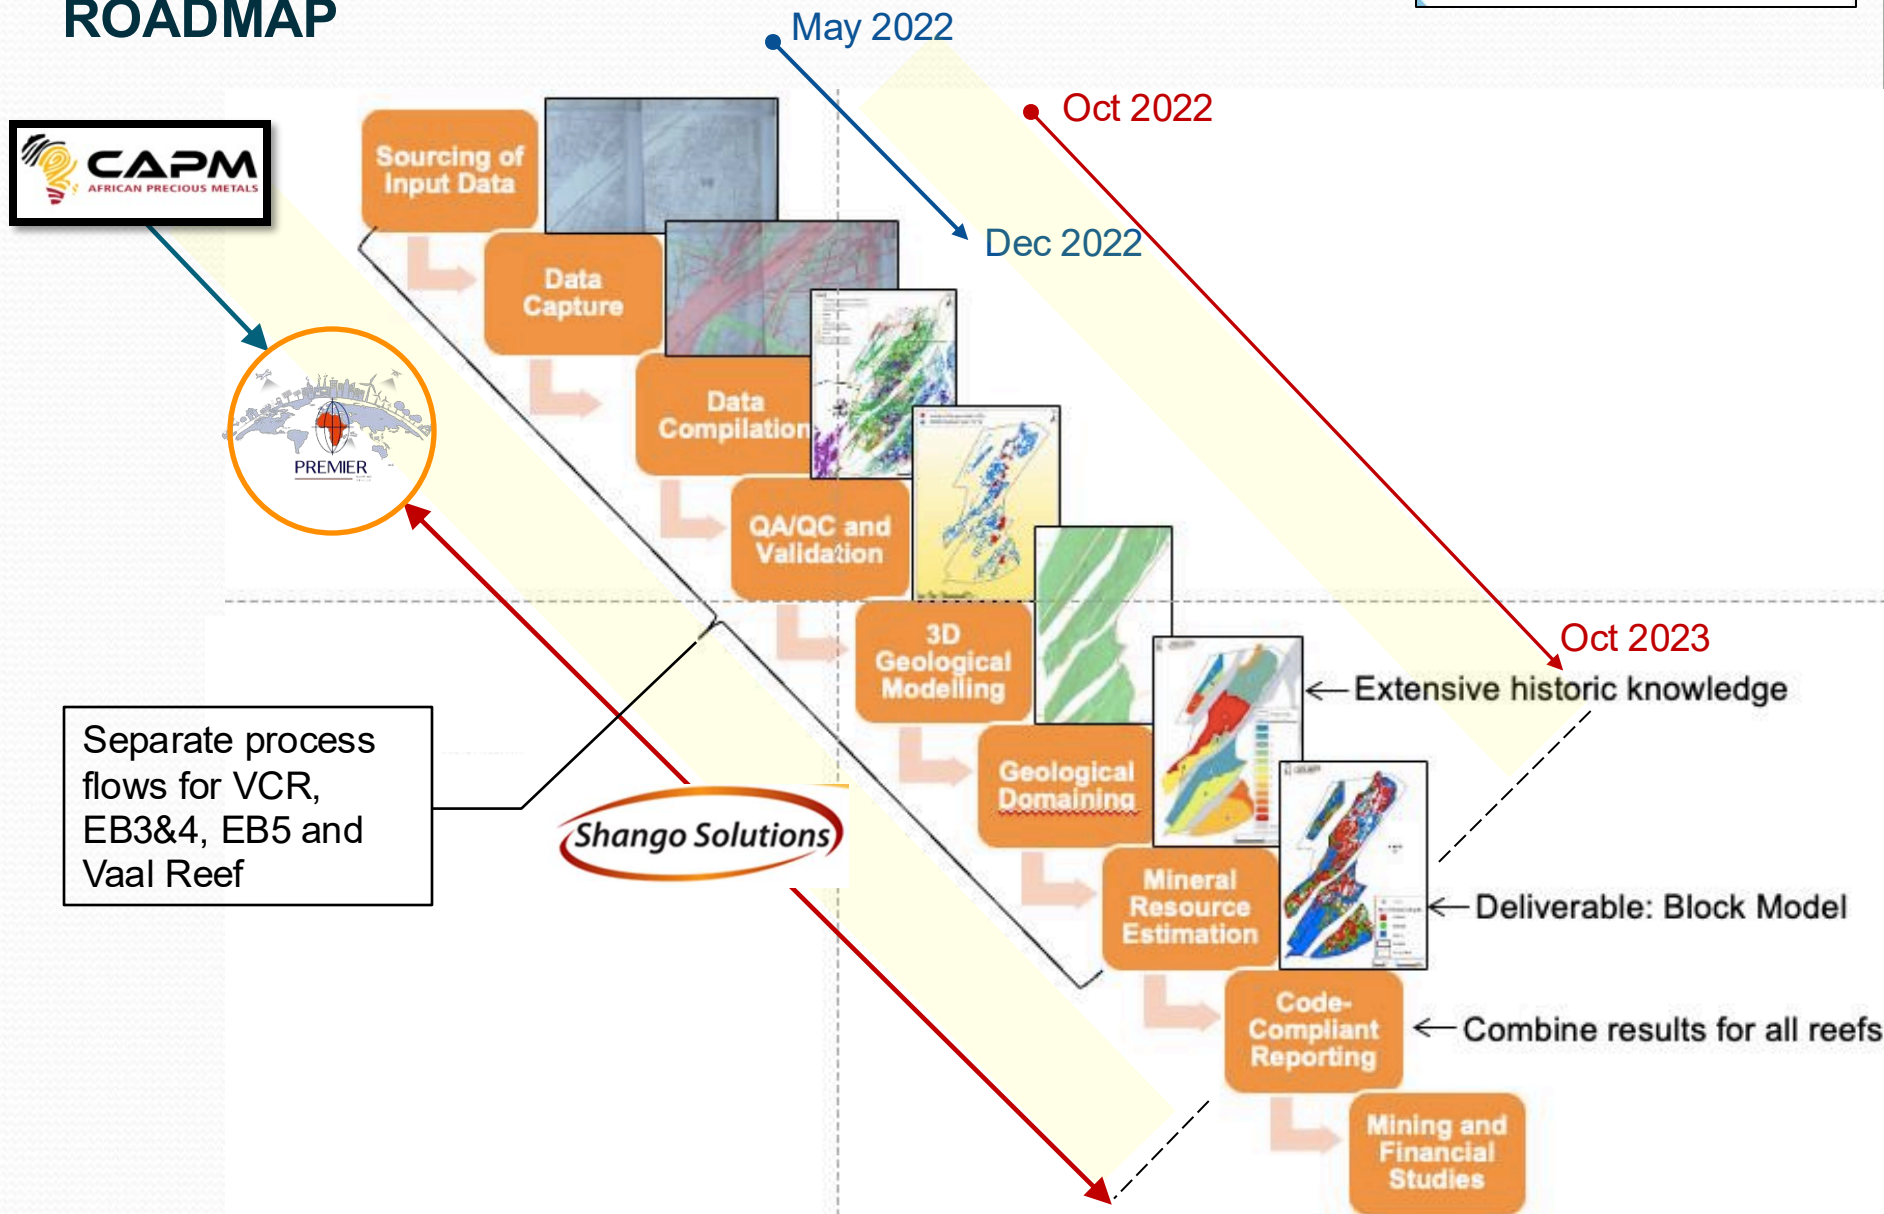 ROADMAP
May 2022
Oct 2022
CAPM
AFRICAN PRECIOUS METALS
Sourcing of
Input Data
Dec 2022
Data
Capture
Data
Compilation
PREMIER
QA/QC and
Validation
3D
Geological
Modelling
Oct 2023
Extensive historic knowledge
Separate process
flows for VCR,
EB3&4, EB5 and
Vaal Reef
Geological
Domaining
Shango Solutions
Mineral
Resource
Estimation
Deliverable: Block Model
Code-
Compliant
Reporting
Combine results for all reefs
Mining and
Financial
Studies